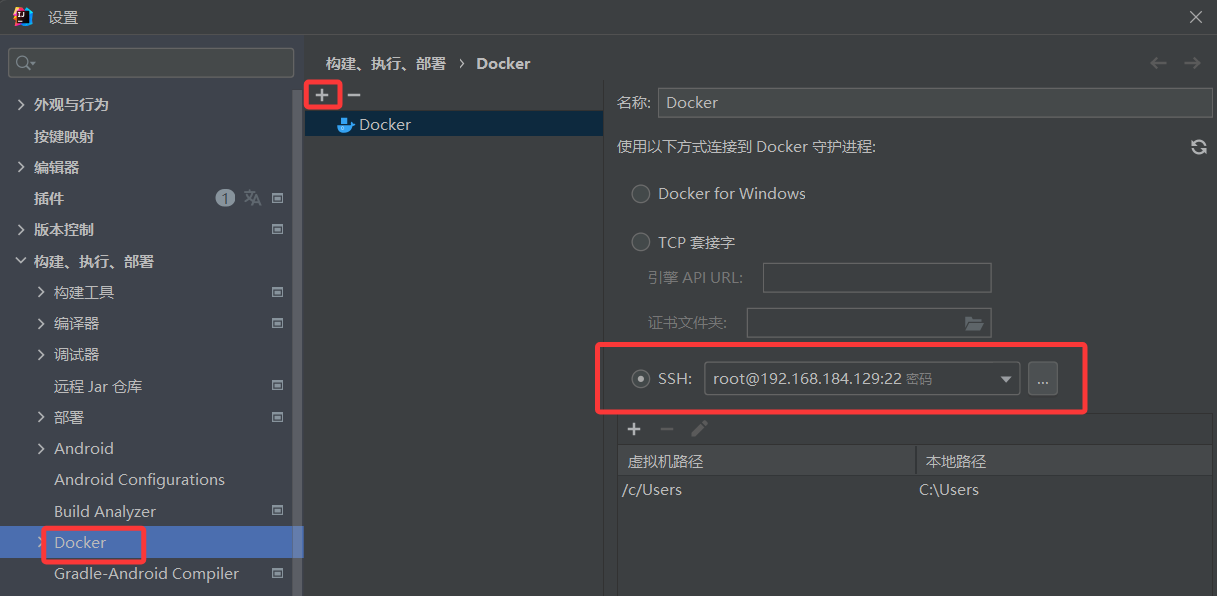 设置
外观与行为
按键映射
编辑器
插件 1
版本控制
构建、执行、部署
构建工具
编译器
调试器
远程 Jar 仓库
部署
Android
Android Configurations
Build Analyzer
Docker
Gradle-Android Compiler
构建、执行、部署 › Docker
Docker
名称: Docker
使用以下方式连接到 Docker 守护进程:
Docker for Windows
TCP 套接字
引擎 API URL:
证书文件夹:
SSH: root@192.168.184.129:22 密码 ...
虚拟机路径 本地路径
/c/Users C:\Users